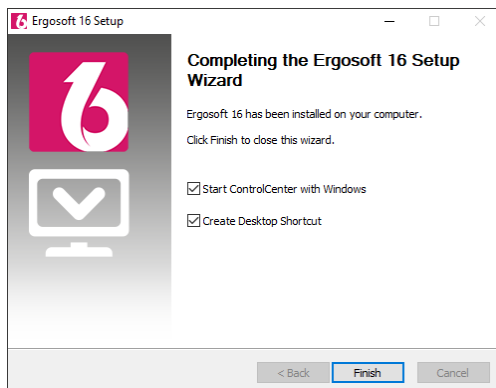 Ergosoft 16 Setup
Completing the Ergosoft 16 Setup
Wizard
Ergosoft 16 has been installed on your computer.
Click Finish to close this wizard.
Start ControlCenter with Windows
Create Desktop Shortcut
< Back
Finish
Cancel